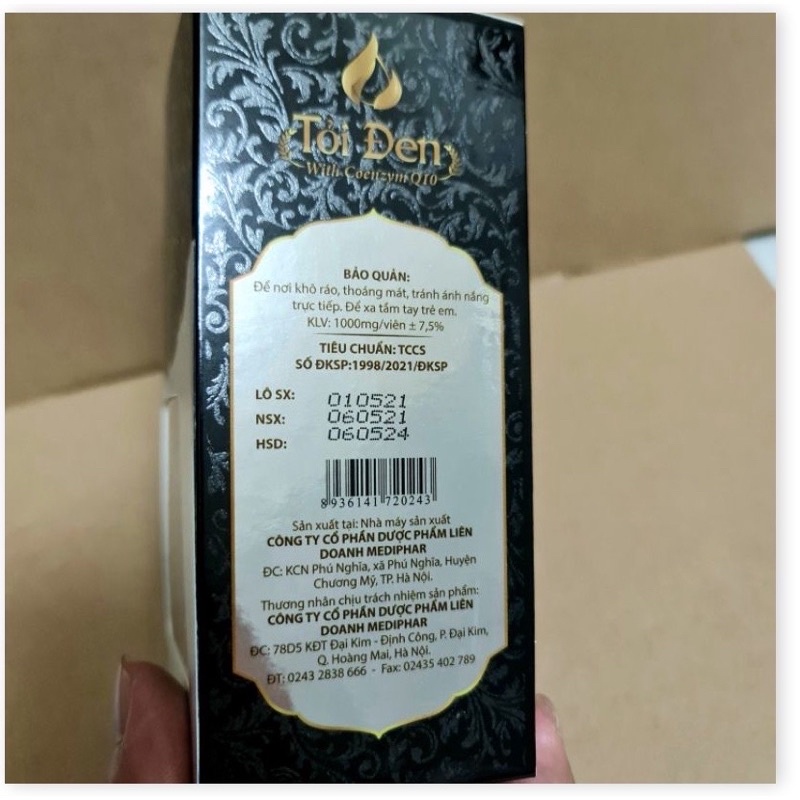 Tỏi Đen
With Coenzym Q10
BẢO QUẢN:
Để nơi khô ráo, thoáng mát, tránh ánh nắng
trực tiếp. Để xa tầm tay trẻ em.
KLV: 1000mg/viên ± 7,5%
TIÊU CHUẨN: TCCS
SỐ ĐKSP:1998/2021/ĐKSP
LÔ SX: 010521
NSX: 060521
HSD: 060524
8 936141 720243
Sản xuất tại: Nhà máy sản xuất
CÔNG TY CỔ PHẦN DƯỢC PHẨM LIÊN
DOANH MEDIPHAR
ĐC: KCN Phú Nghĩa, xã Phú Nghĩa, Huyện
Chương Mỹ, TP. Hà Nội.
Thương nhân chịu trách nhiệm sản phẩm:
CÔNG TY CỔ PHẦN DƯỢC PHẨM LIÊN
DOANH MEDIPHAR
ĐC: 78D5 KĐT Đại Kim - Định Công, P. Đại Kim,
Q. Hoàng Mai, Hà Nội.
ĐT: 0243 2838 666 - Fax: 02435 402 789